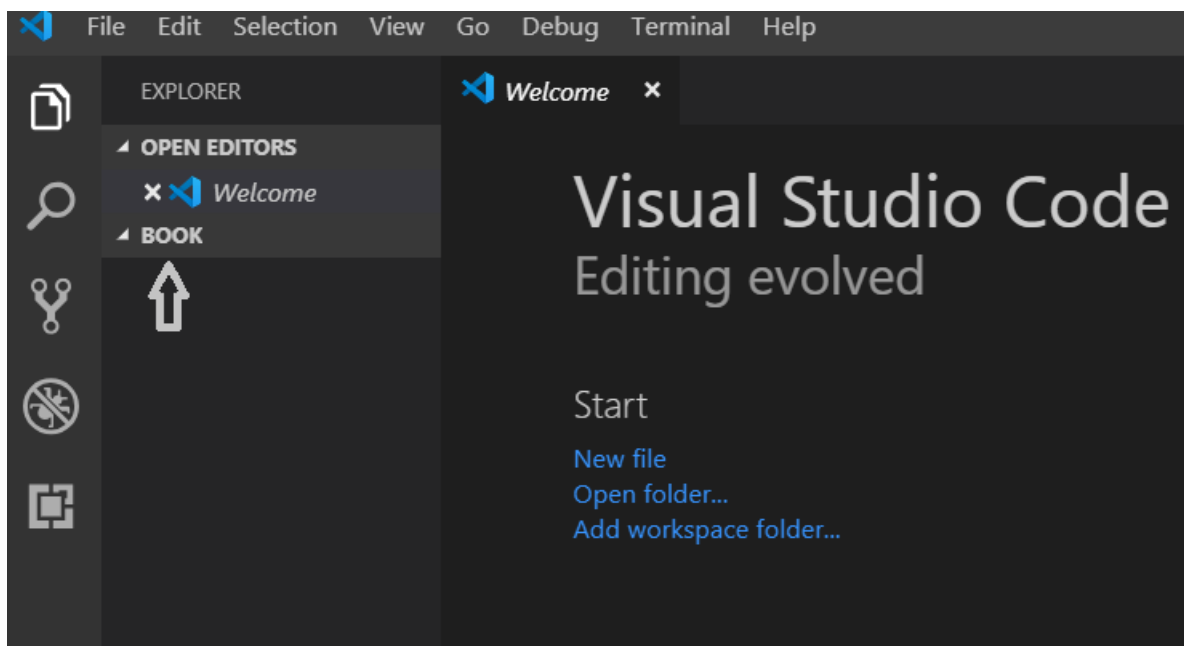 File Edit Selection View Go Debug Terminal Help
EXPLORER
OPEN EDITORS
Welcome
BOOK
Welcome
Visual Studio Code
Editing evolved
Start
New file
Open folder...
Add workspace folder...